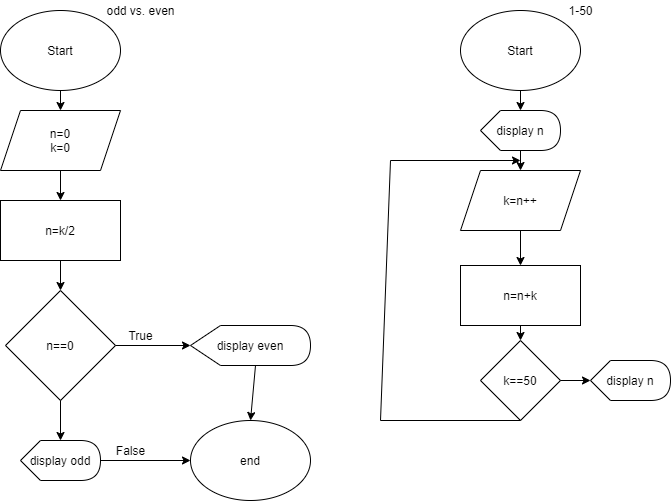 odd vs. even
Start
n=0
k=0
n=k/2
n==0
True
display even
display odd
False
end
1-50
Start
display n
k=n++
n=n+k
k==50
display n